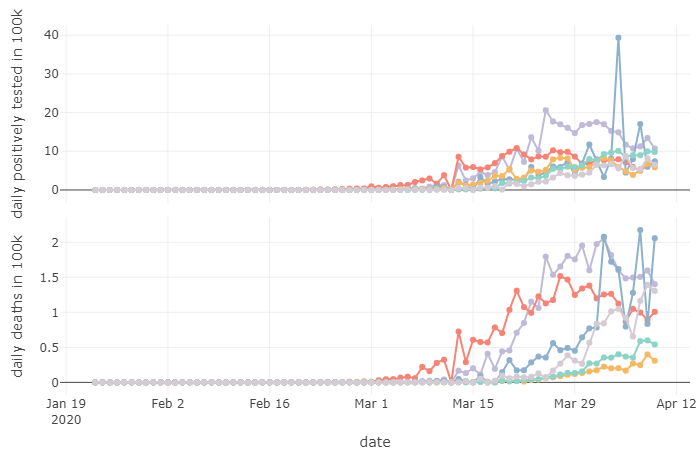 daily positively tested in 100k
40
30
20
10
0
daily deaths in 100k
2
1.5
1
0.5
0
Jan 19
2020
Feb 2
Feb 16
Mar 1
Mar 15
Mar 29
Apr 12
date